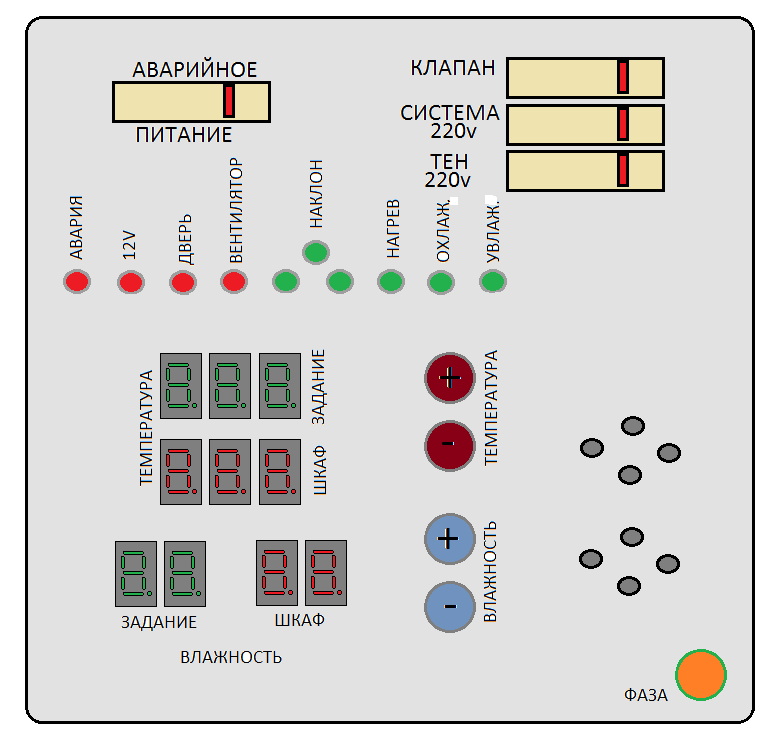 АВАРИЙНОЕ
ПИТАНИЕ
КЛАПАН
СИСТЕМА
220v
ТЕН
220v
АВАРИЯ
12V
ДВЕРЬ
ВЕНТИЛЯТОР
НАКЛОН
НАГРЕВ
ОХЛАЖ.
УВЛАЖ.
ТЕМПЕРАТУРА
ЗАДАНИЕ
ШКАФ
+
-
ТЕМПЕРАТУРА
+
-
ВЛАЖНОСТЬ
ЗАДАНИЕ
ШКАФ
ВЛАЖНОСТЬ
ФАЗА